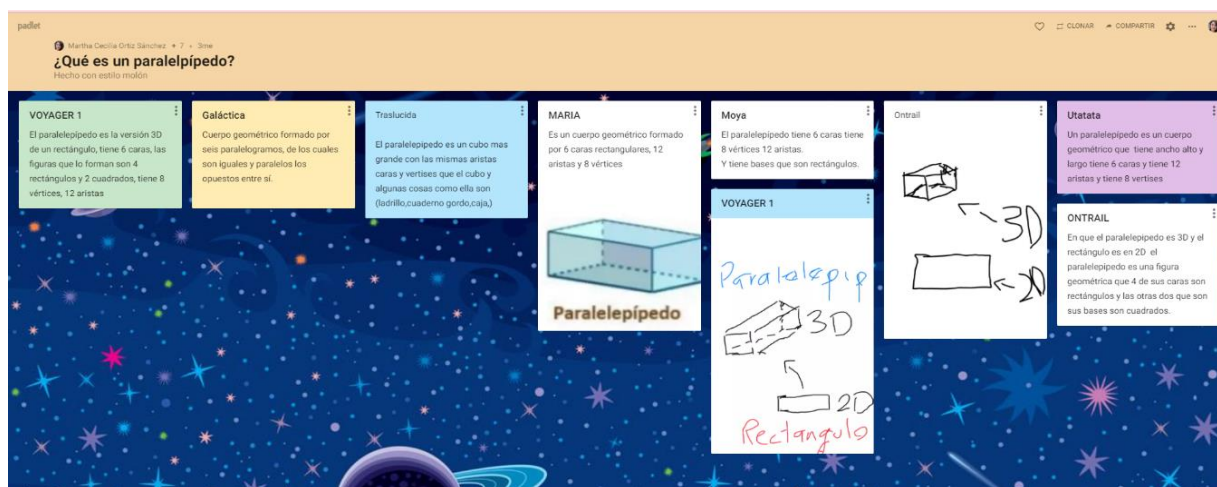 padlet
CLONAR
COMPARTIR
Martha Cecilia Ortiz Sánchez + 7 • 3me
¿Qué es un paralelpípedo?
Hecho con estilo molón
VOYAGER 1
El paralelepípedo es la versión 3D
de un rectángulo, tiene 6 caras, las
figuras que lo forman son 4
rectángulos y 2 cuadrados, tiene 8
vértices, 12 aristas
Galáctica
Cuerpo geométrico formado por
seis paralelogramos, de los cuales
son iguales y paralelos los
opuestos entre sí.
Traslucida
El paralelepipedo es un cubo mas
grande con las mismas aristas
caras y vertises que el cubo y
algunas cosas como ella son
(ladrillo,cuaderno gordo,caja,)
MARIA
Es un cuerpo geométrico formado
por 6 caras rectangulares, 12
aristas y 8 vértices
Paralelepípedo
Moya
El paralelepípedo tiene 6 caras tiene
8 vértices 12 aristas.
Y tiene bases que son rectángulos.
VOYAGER 1
Paralelepip
3D
2D
Rectangulo
Ontrail
3D
2D
Utatata
Un paralelepipedo es un cuerpo
geométrico que tiene ancho alto y
largo tiene 6 caras y tiene 12
aristas y tiene 8 vertises
ONTRAIL
En que el paralelepipedo es 3D y el
rectángulo es en 2D el
paralelepipedo es una figura
geométrica que 4 de sus caras son
rectángulos y las otras dos que son
sus bases son cuadrados.